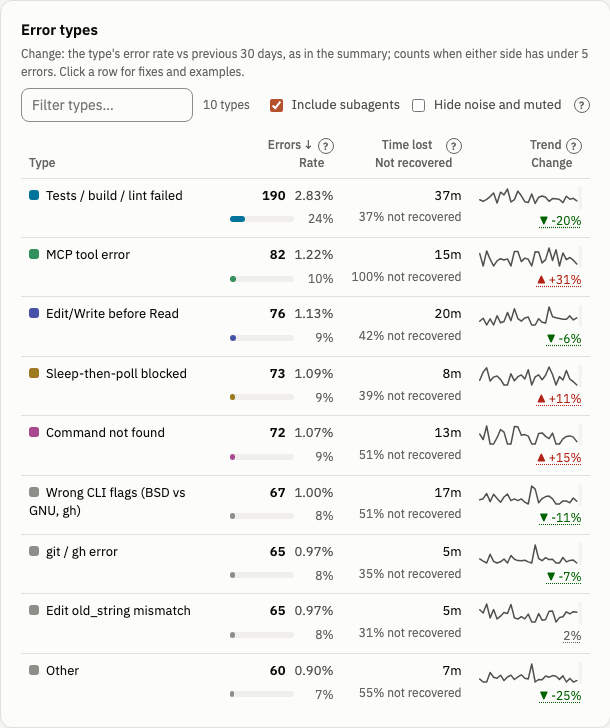 Error types
Change: the type's error rate vs previous 30 days, as in the summary; counts when either side has under 5
errors. Click a row for fixes and examples.
Filter types... 10 types Include subagents Hide noise and muted ?
Errors ↓ ? Time lost ? Trend ?
Type Rate Not recovered Change
Tests / build / lint failed 190 2.83% 37m
24% 37% not recovered ▼ -20%
MCP tool error 82 1.22% 15m
10% 100% not recovered ▲ +31%
Edit/Write before Read 76 1.13% 20m
9% 42% not recovered ▼ -6%
Sleep-then-poll blocked 73 1.09% 8m
9% 39% not recovered ▲ +11%
Command not found 72 1.07% 13m
9% 51% not recovered ▲ +15%
Wrong CLI flags (BSD vs 67 1.00% 17m
GNU, gh) 8% 51% not recovered ▼ -11%
git / gh error 65 0.97% 5m
8% 35% not recovered ▼ -7%
Edit old_string mismatch 65 0.97% 5m
8% 31% not recovered 2%
Other 60 0.90% 7m
7% 55% not recovered ▼ -25%